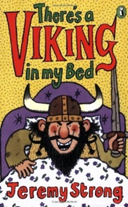 There's a
VIKING
in my Bed
Jeremy Strong